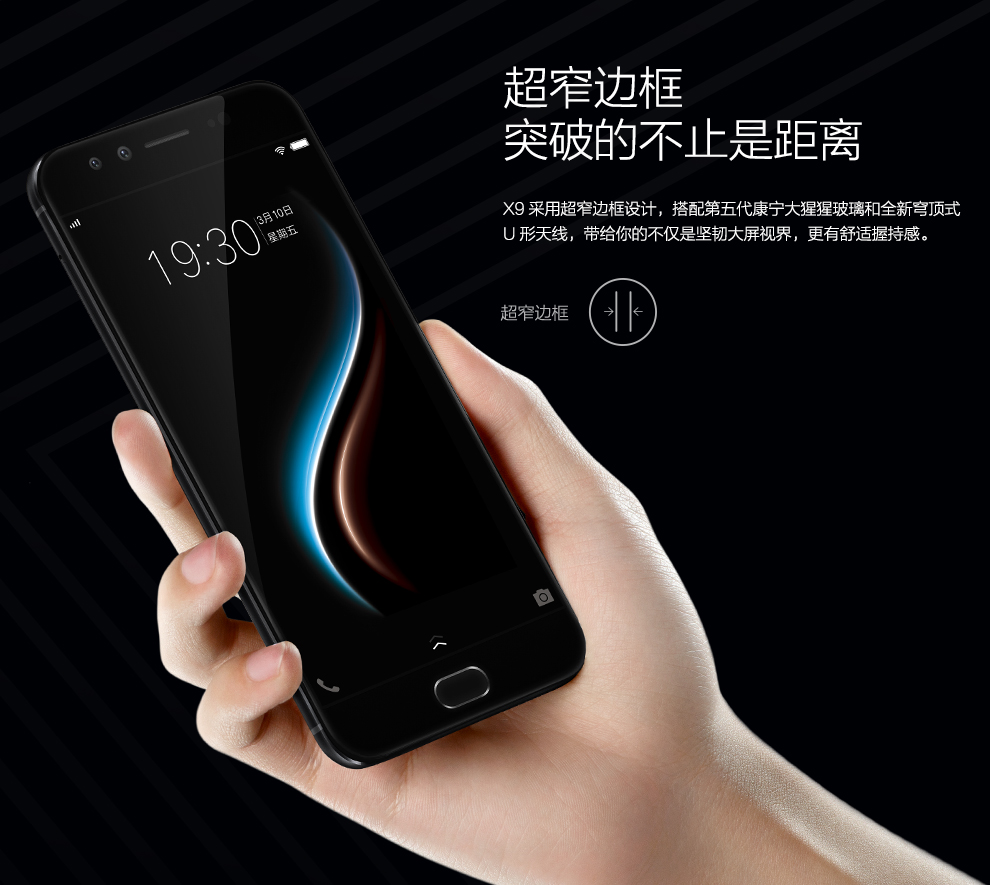 超窄边框
突破的不止是距离
X9 采用超窄边框设计，搭配第五代康宁大猩猩玻璃和全新穹顶式
U 形天线，带给你的不仅是坚韧大屏视界，更有舒适握持感。
超窄边框
19:30
3月10日
星期五